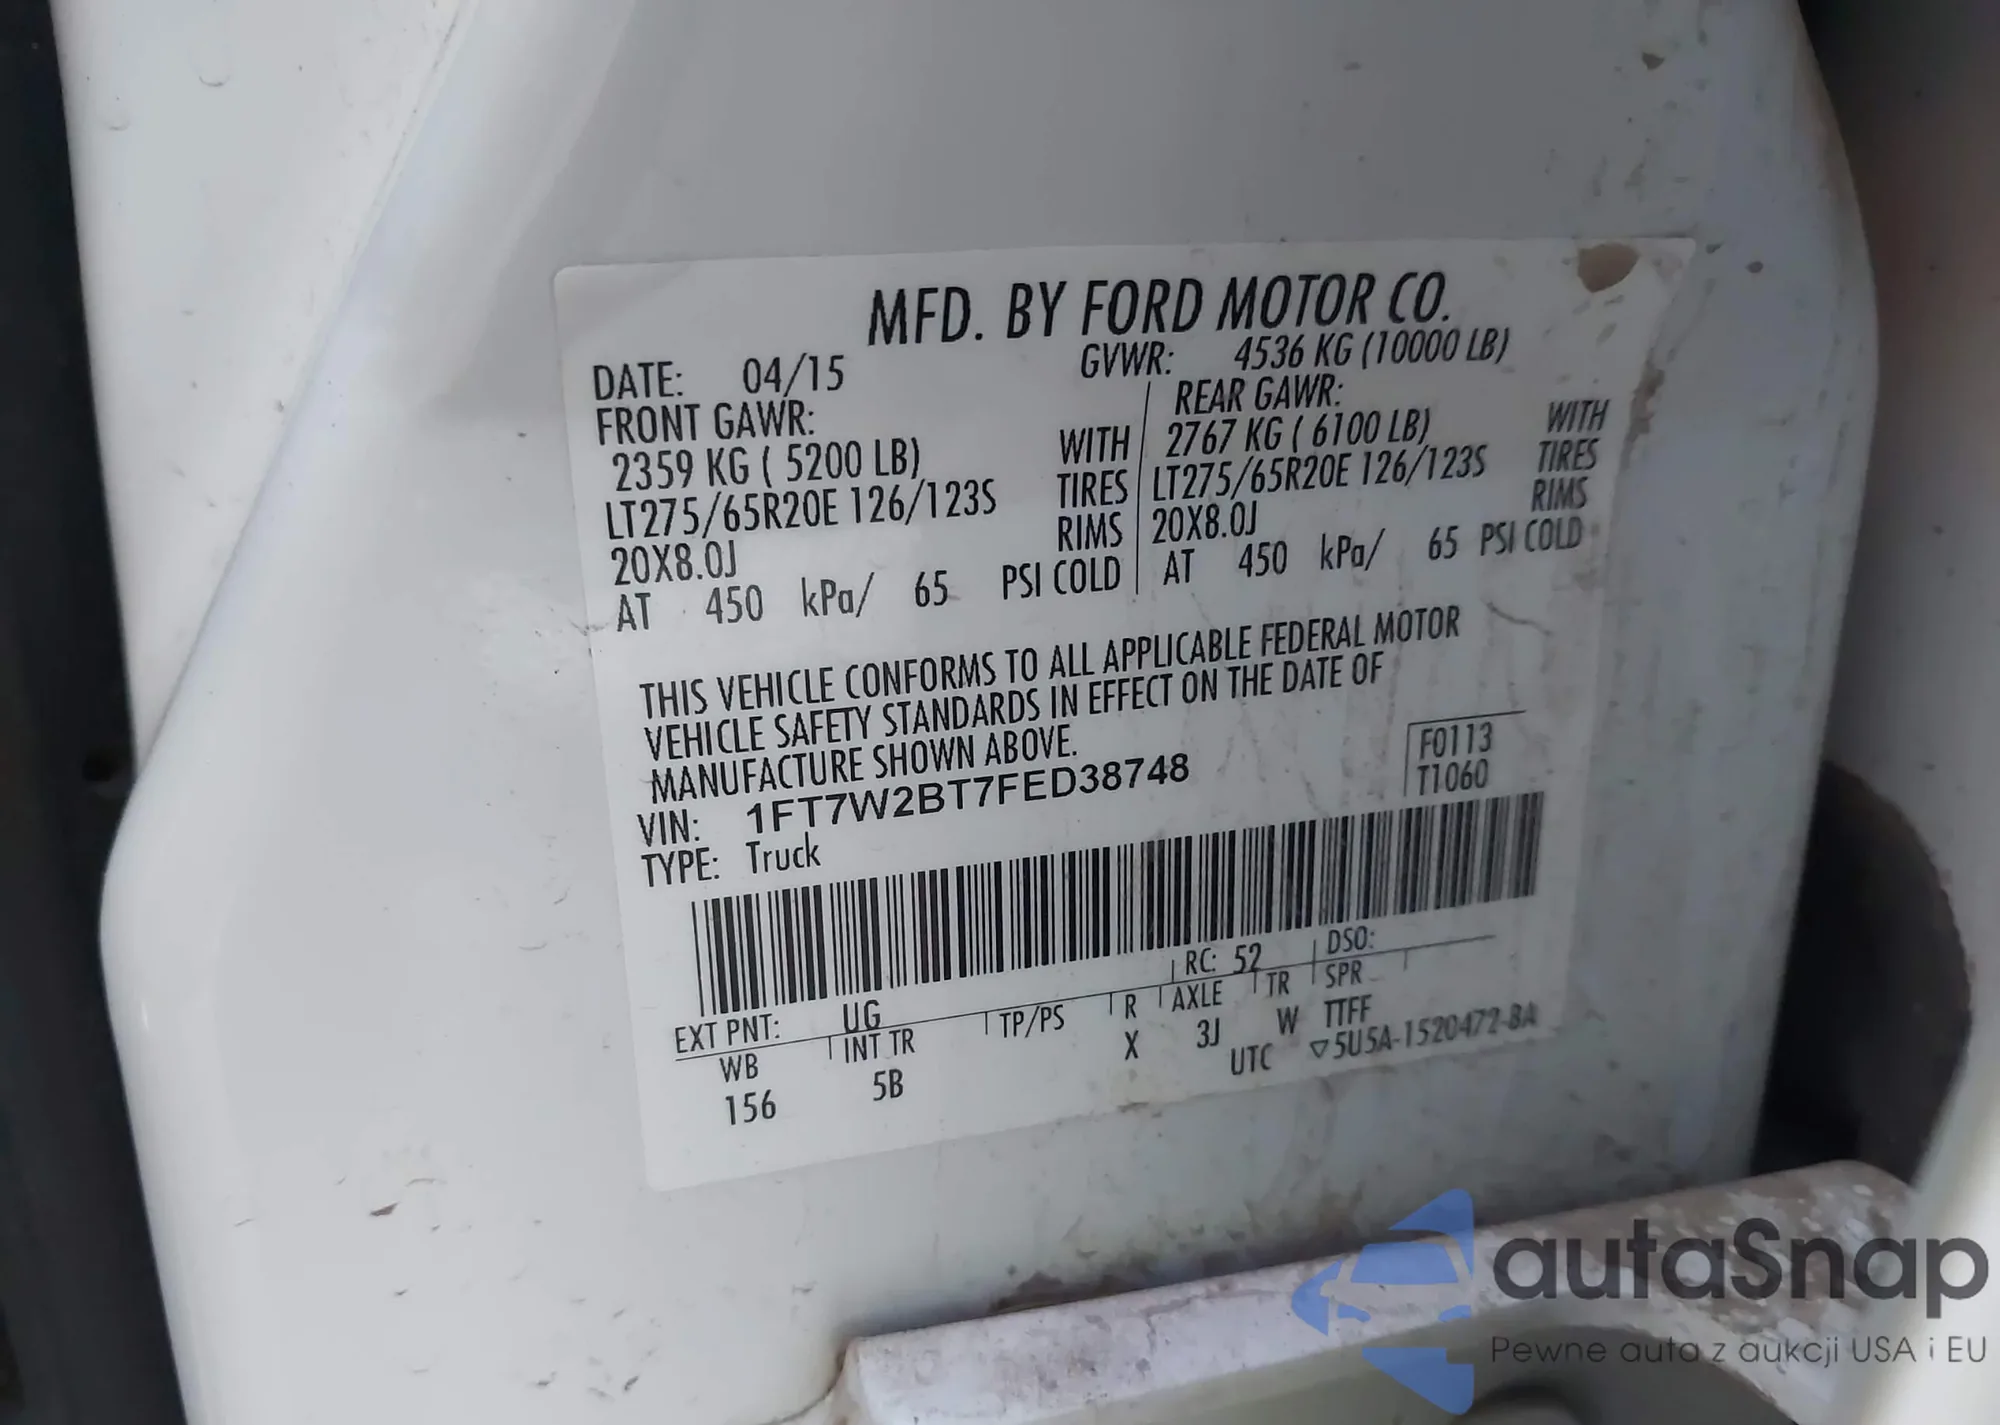 MFD. BY FORD MOTOR CO.
DATE: 04/15 GVWR: 4536 KG (10000 LB)
FRONT GAWR: REAR GAWR:
2359 KG ( 5200 LB) WITH 2767 KG ( 6100 LB) WITH
LT275/65R20E 126/123S TIRES LT275/65R20E 126/123S TIRES
20X8.0J RIMS 20X8.0J RIMS
AT 450 kPa/ 65 PSI COLD AT 450 kPa/ 65 PSI COLD
THIS VEHICLE CONFORMS TO ALL APPLICABLE FEDERAL MOTOR
VEHICLE SAFETY STANDARDS IN EFFECT ON THE DATE OF
MANUFACTURE SHOWN ABOVE.
F0113
VIN: 1FT7W2BT7FED38748 T1060
TYPE: Truck
RC: 52 DSO:
EXT PNT: UG
WB INT TR TP/PS R AXLE TR SPR
156 5B X 3J W TTFF
UTC ▽5U5A-1520472-BA
autaSnap
Pewne auta z aukcji USA i EU